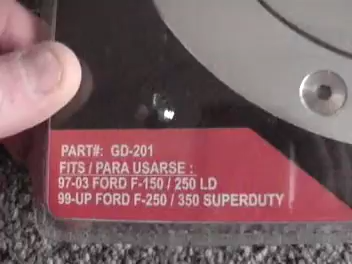 PART#: GD-201
FITS / PARA USARSE :
97-03 FORD F-150 / 250 LD
99-UP FORD F-250 / 350 SUPERDUTY